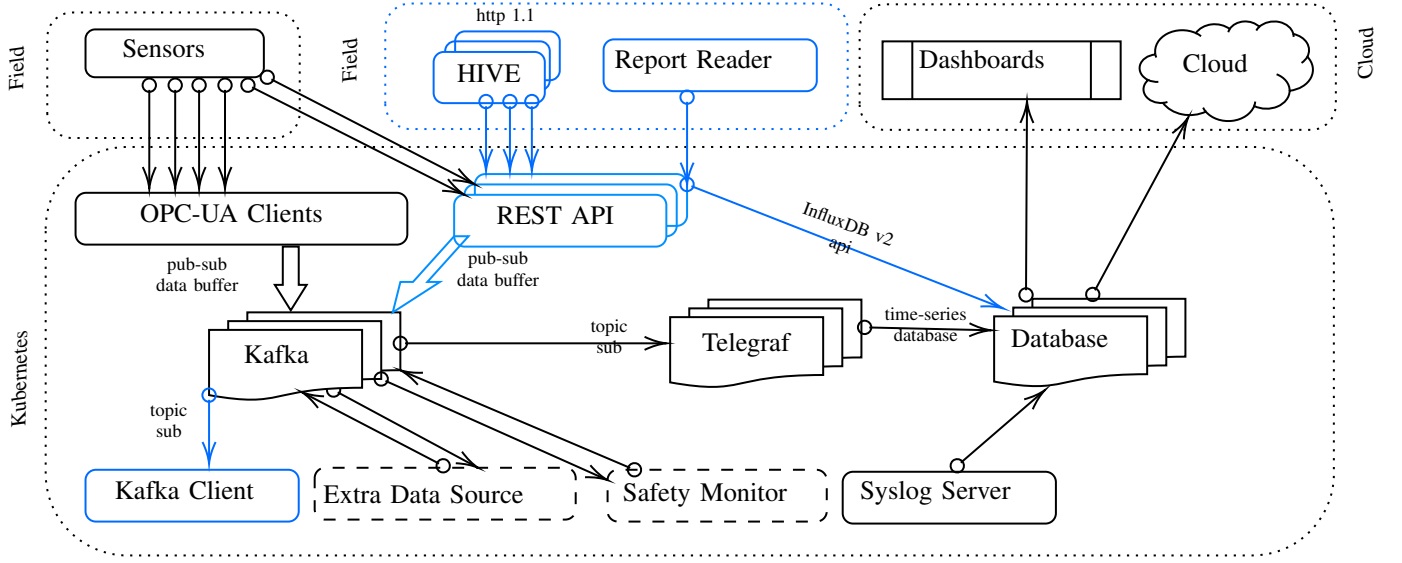 http 1.1
Field
Sensors
Field
HIVE
Report Reader
Dashboards
Cloud
Cloud
OPC-UA Clients
REST API
InfluxDB v2
api
pub-sub
data buffer
pub-sub
data buffer
Kubernetes
Kafka
topic
sub
Telegraf
time-series
database
Database
topic
sub
Kafka Client
Extra Data Source
Safety Monitor
Syslog Server